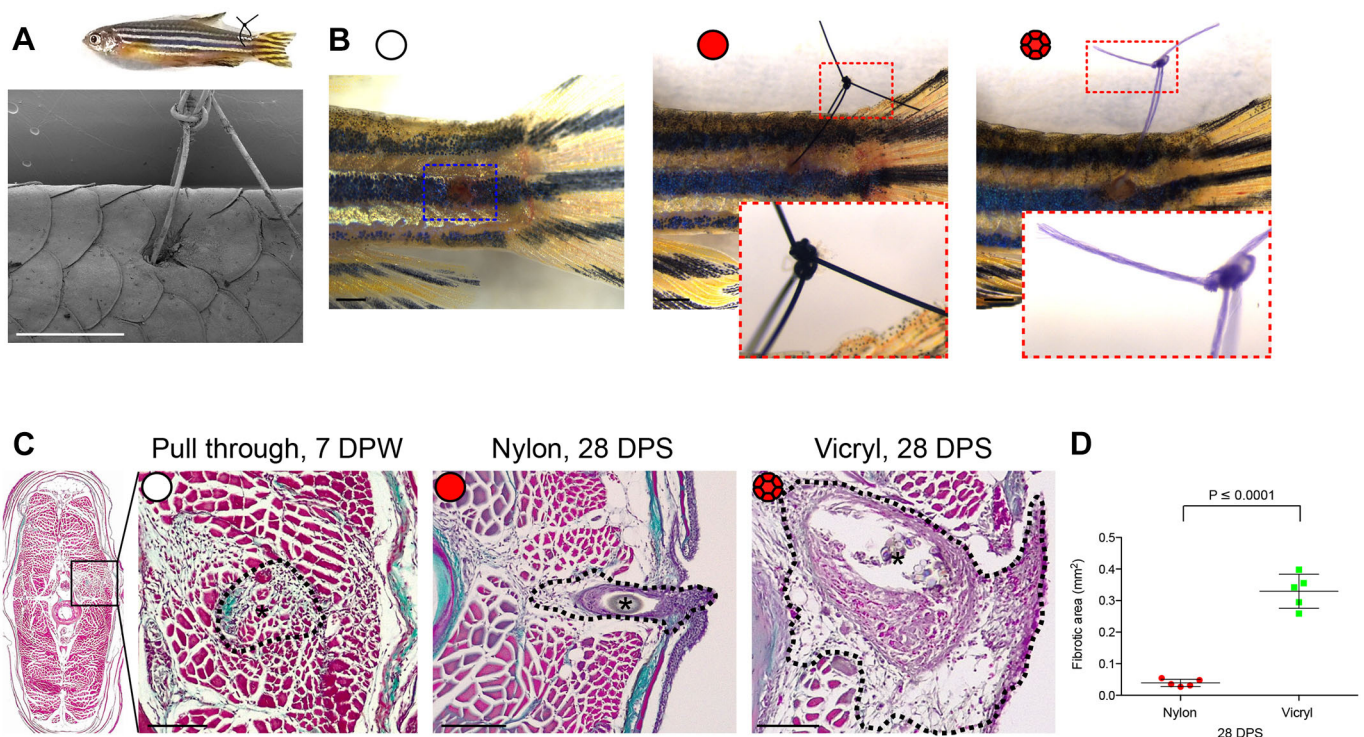 A
B
C
Pull through, 7 DPW
Nylon, 28 DPS
Vicryl, 28 DPS
D
P ≤ 0.0001
Fibrotic area (mm²)
0.5
0.4
0.3
0.2
0.1
0.0
Nylon
Vicryl
28 DPS
*
*
*